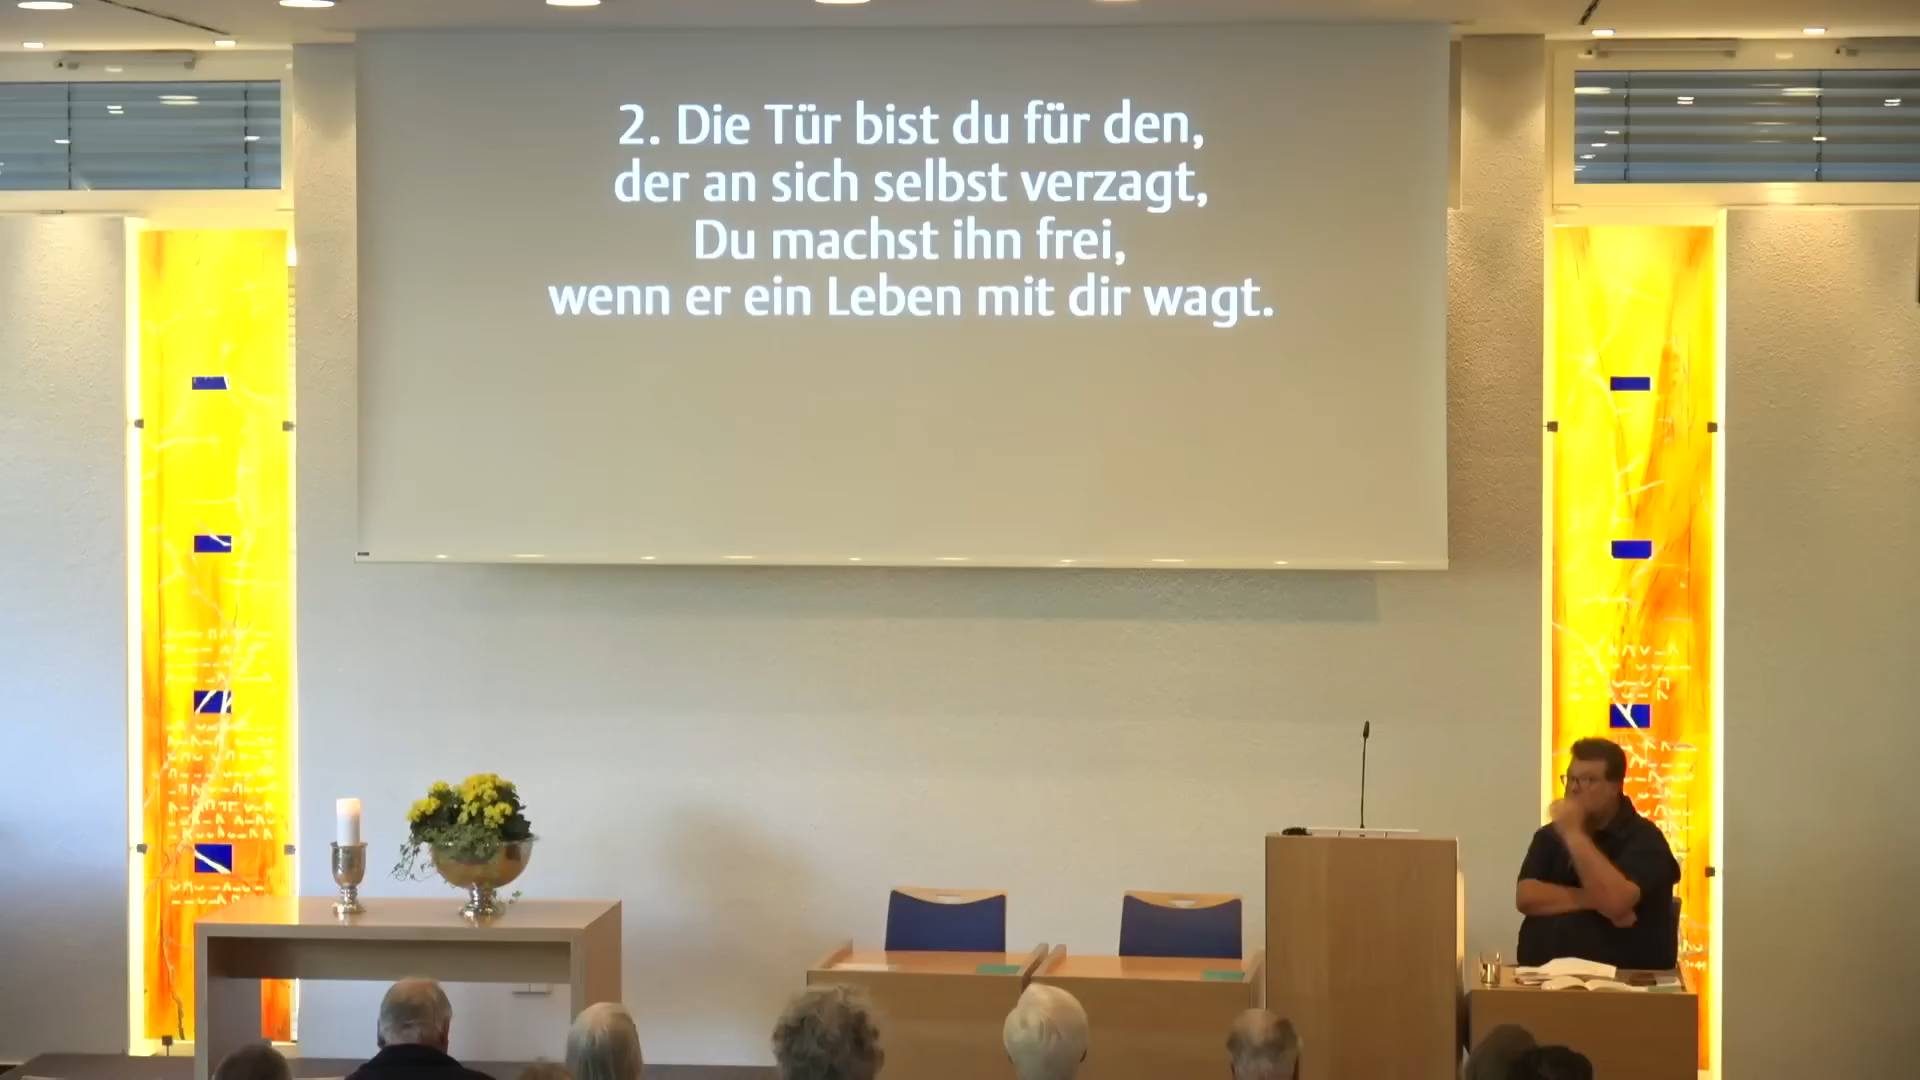 2. Die Tür bist du für den,
der an sich selbst verzagt,
Du machst ihn frei,
wenn er ein Leben mit dir wagt.